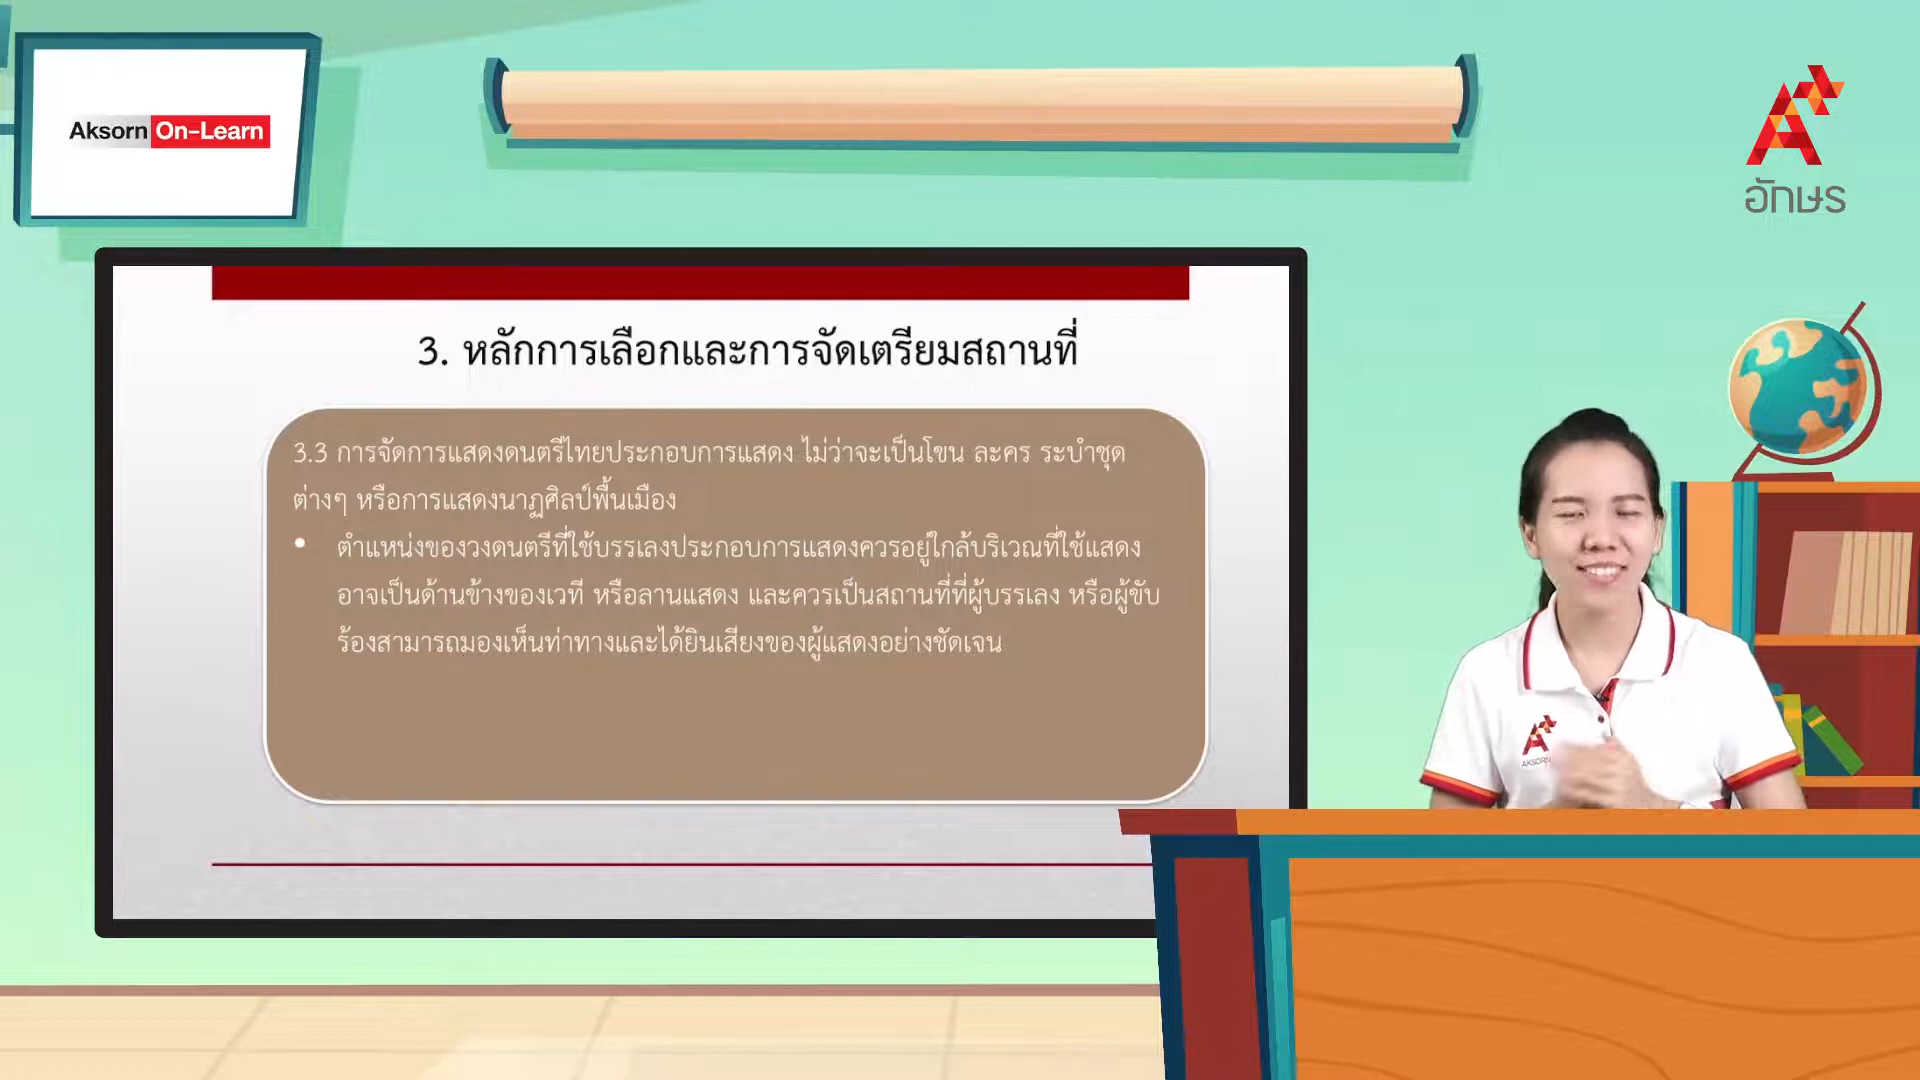 Aksorn On-Learn
อักษร
3. หลักการเลือกและการจัดเตรียมสถานที่
3.3 การจัดการแสดงดนตรีไทยประกอบการแสดง ไม่ว่าจะเป็นโขน ละคร ระบำชุด
ต่างๆ หรือการแสดงนาฏศิลป์พื้นเมือง
• ตำแหน่งของวงดนตรีที่ใช้บรรเลงประกอบการแสดงควรอยู่ใกล้บริเวณที่ใช้แสดง
อาจเป็นด้านข้างของเวที หรือลานแสดง และควรเป็นสถานที่ที่ผู้บรรเลง หรือผู้ขับ
ร้องสามารถมองเห็นท่าทางและได้ยินเสียงของผู้แสดงอย่างชัดเจน
AKSORN